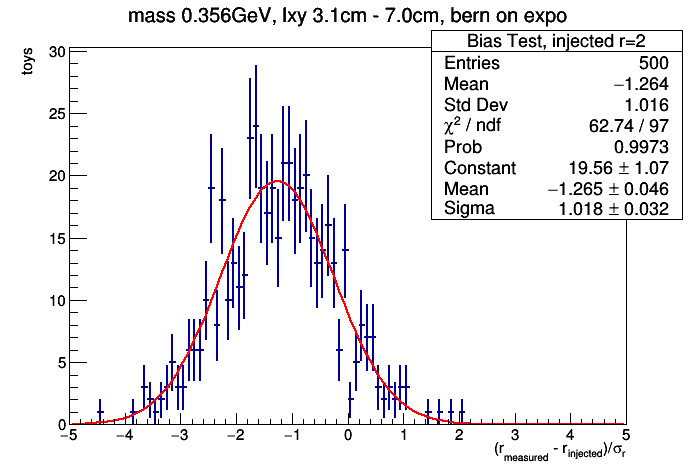 mass 0.356GeV, lxy 3.1cm - 7.0cm, bern on expo
toys
Bias Test, injected r=2
Entries 500
Mean −1.264
Std Dev 1.016
χ² / ndf 62.74 / 97
Prob 0.9973
Constant 19.56 ± 1.07
Mean −1.265 ± 0.046
Sigma 1.018 ± 0.032
30
25
20
15
10
5
0
−5 −4 −3 −2 −1 0 1 2 3 4 5
(r_measured - r_injected)/σ_r